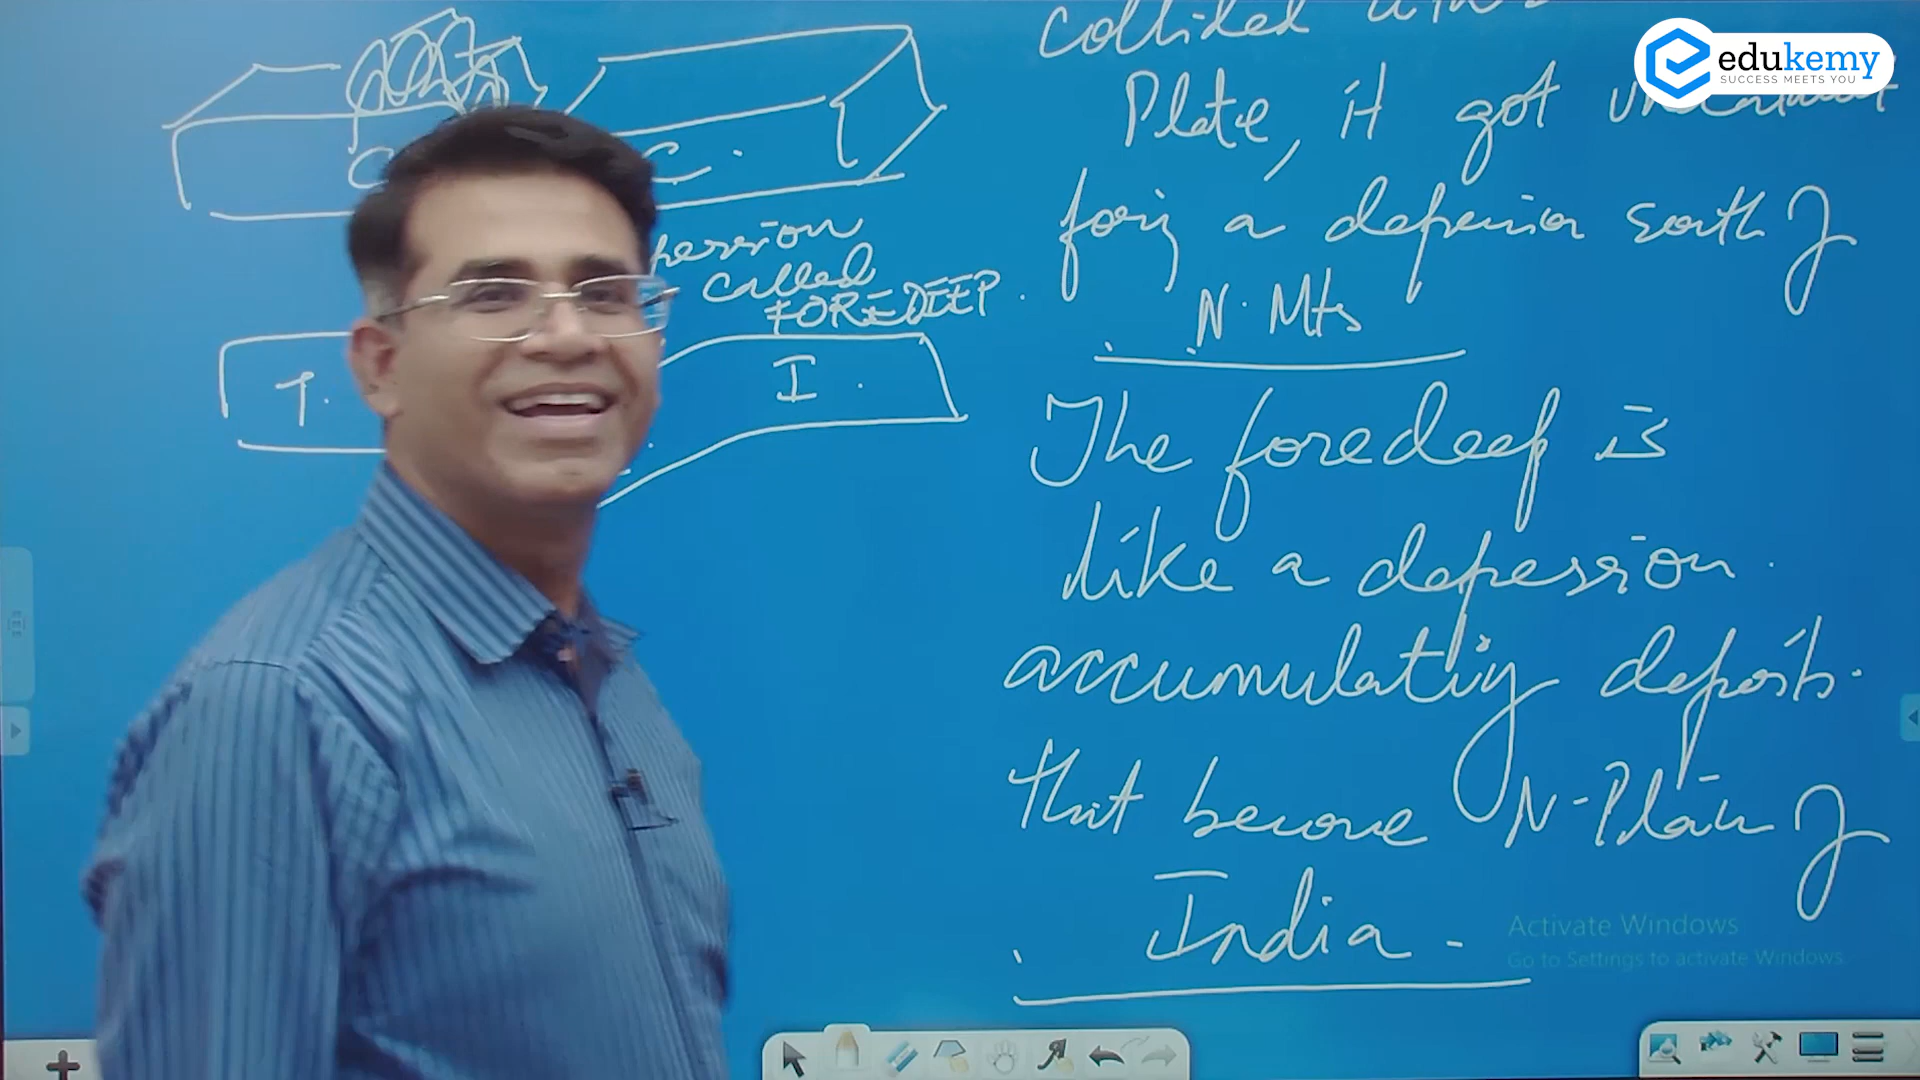 edukemy
SUCCESS MEETS YOU
collided
Plate, it got
a depression south of
N. Mts
C
C.
called
FOREDEEP.
T.
I.
The foredeep is
like a depression.
accumulating deposits.
that become N-Plain of
India -
Activate Windows
Go to Settings to activate Windows.